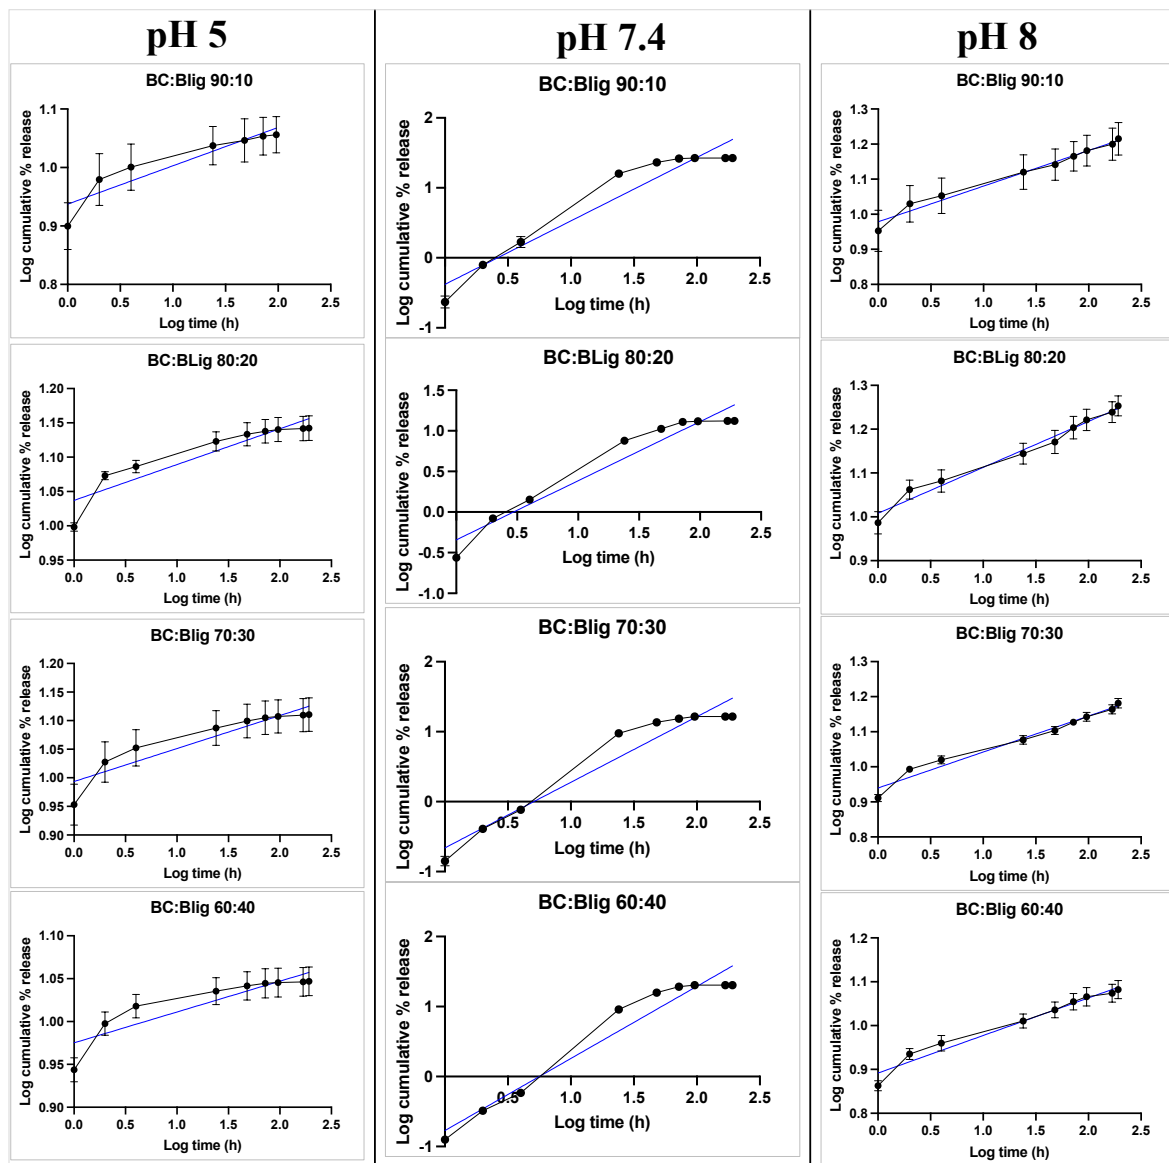 pH 5
pH 7.4
pH 8
BC:Blig 90:10
Log cumulative % release
1.1
1.0
0.9
0.8
0.0 0.5 1.0 1.5 2.0 2.5
Log time (h)
BC:BLig 80:20
Log cumulative % release
1.20
1.15
1.10
1.05
1.00
0.95
0.0 0.5 1.0 1.5 2.0 2.5
Log time (h)
BC:Blig 70:30
Log cumulative % release
1.20
1.15
1.10
1.05
1.00
0.95
0.90
0.0 0.5 1.0 1.5 2.0 2.5
Log time (h)
BC:Blig 60:40
Log cumulative % release
1.10
1.05
1.00
0.95
0.90
0.0 0.5 1.0 1.5 2.0 2.5
Log time (h)
BC:Blig 90:10
Log cumulative % release
2
1
0
-1
0.5 1.0 1.5 2.0 2.5
Log time (h)
BC:BLig 80:20
Log cumulative % release
1.5
1.0
0.5
0.0
-0.5
-1.0
0.5 1.0 1.5 2.0 2.5
Log time (h)
BC:Blig 70:30
Log cumulative % release
2
1
0
-1
0.5 1.0 1.5 2.0 2.5
Log time (h)
BC:Blig 60:40
Log cumulative % release
2
1
0
-1
0.5 1.0 1.5 2.0 2.5
Log time (h)
BC:Blig 90:10
Log cumulative % release
1.3
1.2
1.1
1.0
0.9
0.8
0.0 0.5 1.0 1.5 2.0 2.5
Log time (h)
BC:BLig 80:20
Log cumulative % release
1.3
1.2
1.1
1.0
0.9
0.0 0.5 1.0 1.5 2.0 2.5
Log time (h)
BC:Blig 70:30
Log cumulative % release
1.3
1.2
1.1
1.0
0.9
0.8
0.0 0.5 1.0 1.5 2.0 2.5
Log time (h)
BC:Blig 60:40
Log cumulative % release
1.2
1.1
1.0
0.9
0.8
0.0 0.5 1.0 1.5 2.0 2.5
Log time (h)